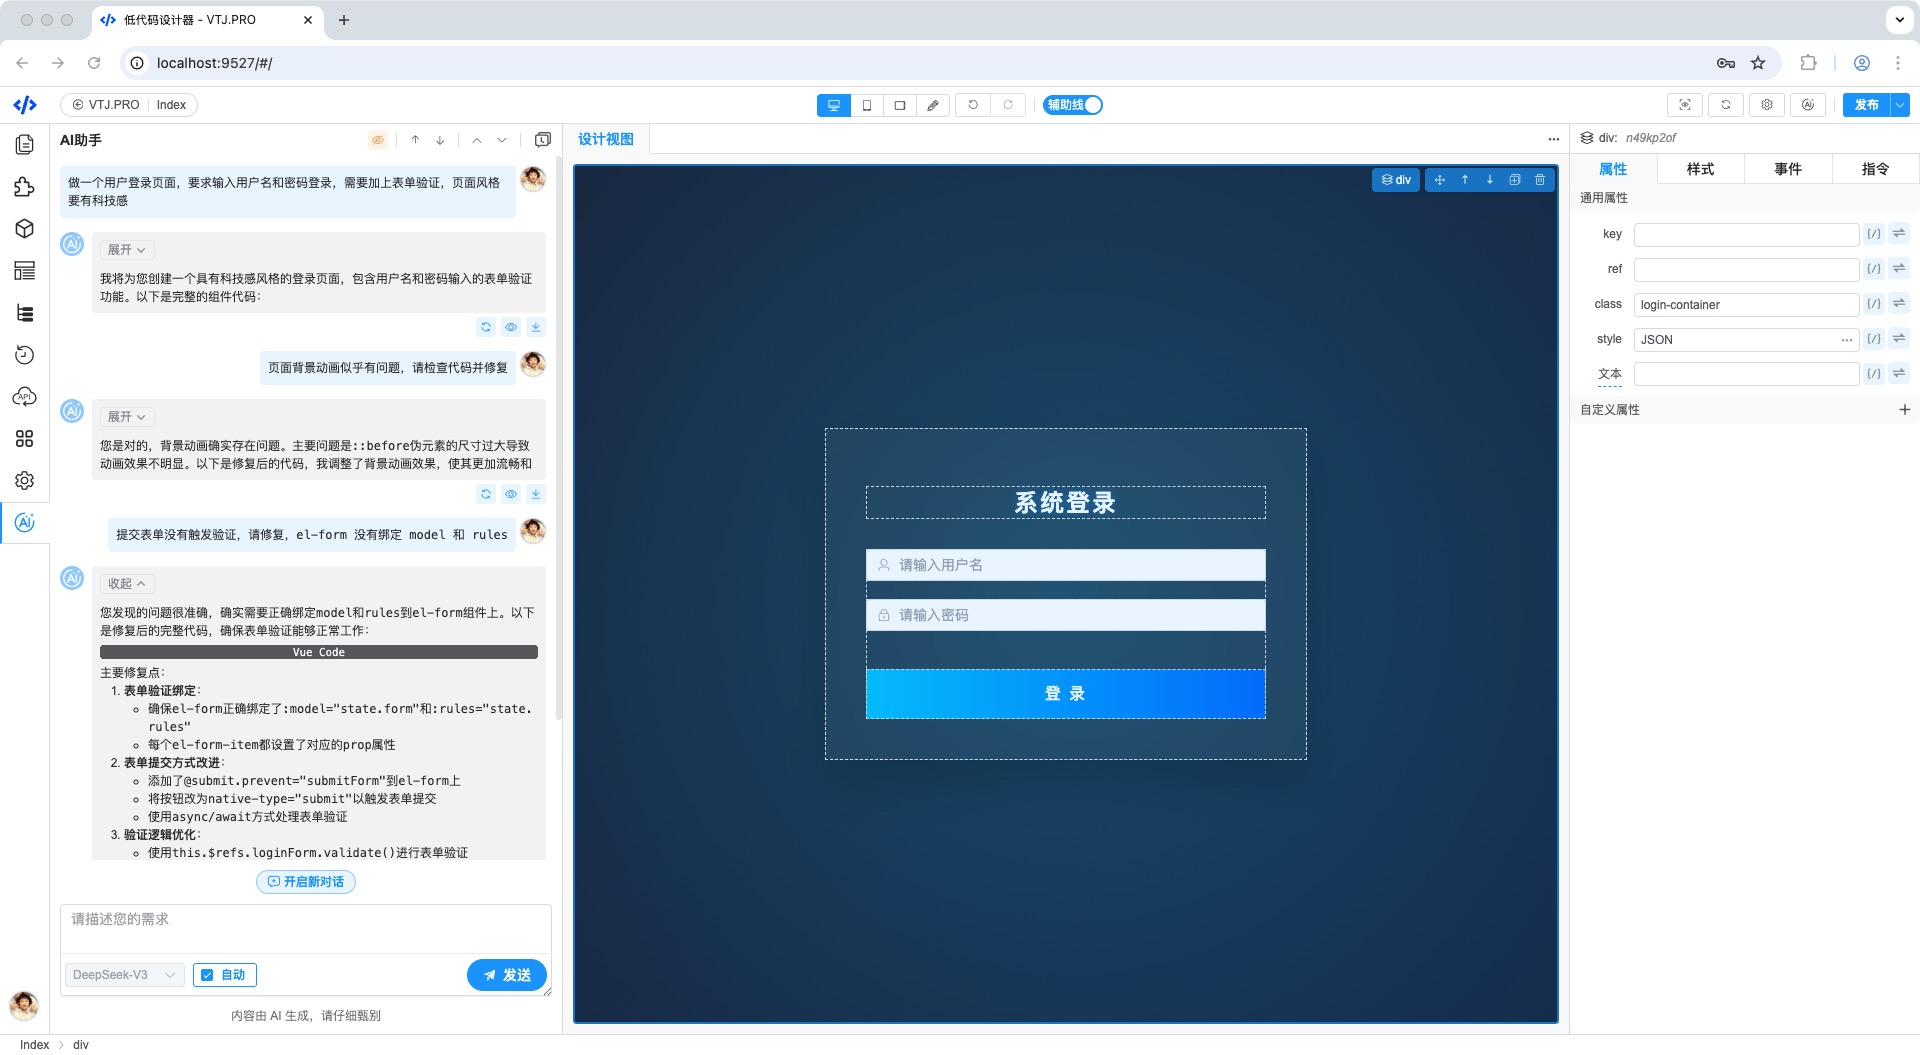 低代码设计器 - VTJ.PRO
localhost:9527/#/
VTJ.PRO
Index
辅助线
发布
AI助手
做一个用户登录页面，要求输入用户名和密码登录，需要加上表单验证，页面风格
要有科技感
展开
我将为您创建一个具有科技感风格的登录页面，包含用户名和密码输入的表单验证
功能。以下是完整的组件代码：
页面背景动画似乎有问题，请检查代码并修复
展开
您是对的，背景动画确实存在问题。主要问题是::before伪元素的尺寸过大导致
动画效果不明显。以下是修复后的代码，我调整了背景动画效果，使其更加流畅和
提交表单没有触发验证，请修复，el-form 没有绑定 model 和 rules
收起
您发现的问题很准确，确实需要正确绑定model和rules到el-form组件上。以下
是修复后的完整代码，确保表单验证能够正常工作：
Vue Code
主要修复点：
1. 表单验证绑定：
确保el-form正确绑定了:model="state.form"和:rules="state.
rules"
每个el-form-item都设置了对应的prop属性
2. 表单提交方式改进：
添加了@submit.prevent="submitForm"到el-form上
将按钮改为native-type="submit"以触发表单提交
使用async/await方式处理表单验证
3. 验证逻辑优化：
使用this.$refs.loginForm.validate()进行表单验证
开启新对话
请描述您的需求
DeepSeek-V3
自动
发送
内容由 AI 生成，请仔细甄别
Index
div
API
AI
设计视图
div
系统登录
请输入用户名
请输入密码
登 录
div: n49kp2of
属性
样式
事件
指令
通用属性
key
ref
class
login-container
style
JSON
文本
自定义属性